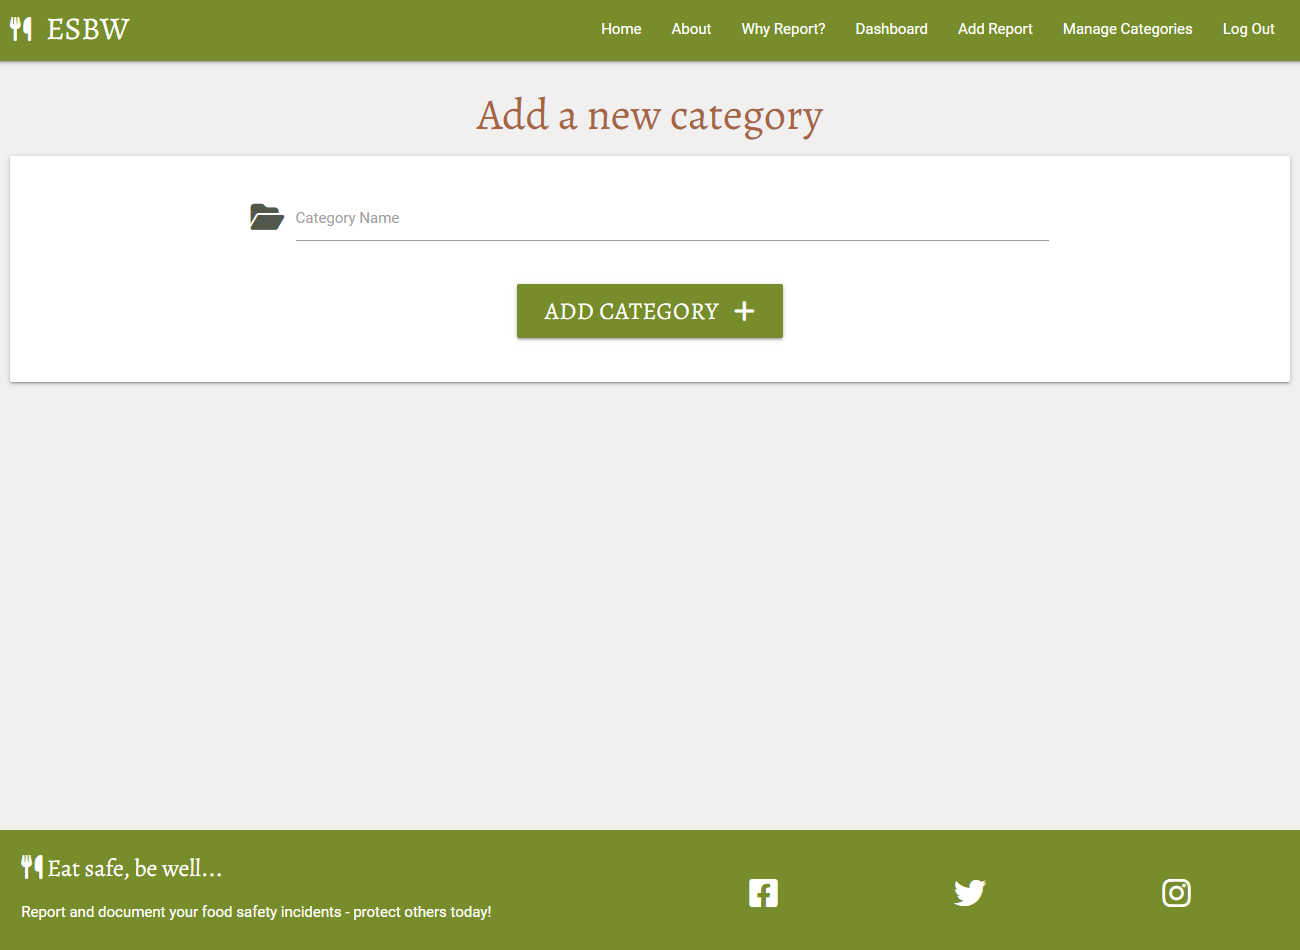 ESBW
Home About Why Report? Dashboard Add Report Manage Categories Log Out
Add a new category
Category Name
ADD CATEGORY
Eat safe, be well...
Report and document your food safety incidents - protect others today!